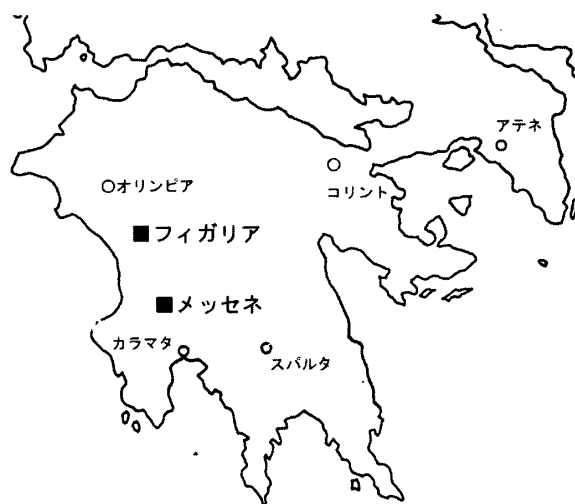 アテネ
コリント
オリンピア
フィガリア
メッセネ
カラマタ
スパルタ